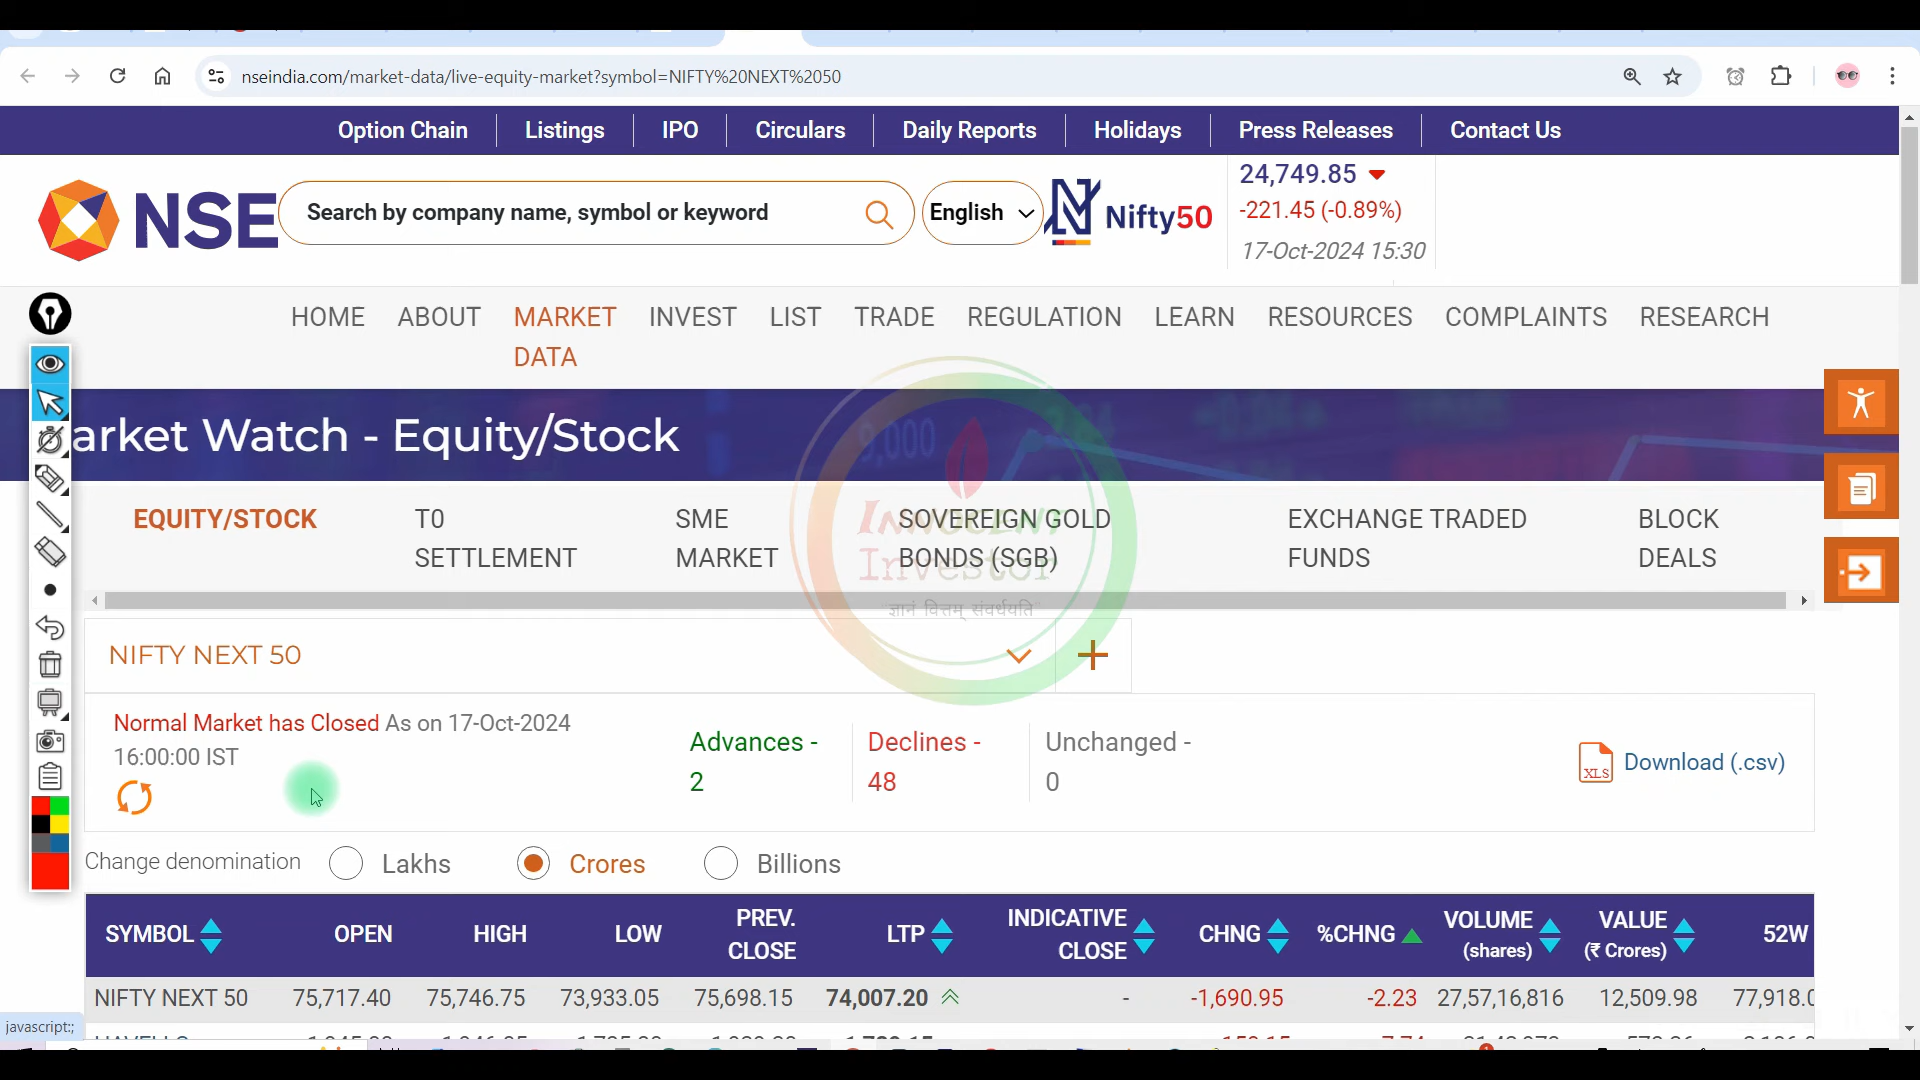 nseindia.com/market-data/live-equity-market?symbol=NIFTY%20NEXT%2050
Option Chain
Listings
IPO
Circulars
Daily Reports
Holidays
Press Releases
Contact Us
NSE
Search by company name, symbol or keyword
English
Nifty50
24,749.85
-221.45 (-0.89%)
17-Oct-2024 15:30
HOME
ABOUT
MARKET
DATA
INVEST
LIST
TRADE
REGULATION
LEARN
RESOURCES
COMPLAINTS
RESEARCH
arket Watch - Equity/Stock
9,000
EQUITY/STOCK
T0
SETTLEMENT
SME
MARKET
SOVEREIGN GOLD
BONDS (SGB)
EXCHANGE TRADED
FUNDS
BLOCK
DEALS
Innocent
Investor
ज्ञानं वित्तम् संवर्धयति
NIFTY NEXT 50
Normal Market has Closed As on 17-Oct-2024
16:00:00 IST
Advances -
2
Declines -
48
Unchanged -
0
XLS
Download (.csv)
Change denomination
Lakhs
Crores
Billions
SYMBOL OPEN HIGH LOW PREV. CLOSE LTP INDICATIVE CLOSE CHNG %CHNG VOLUME (shares) VALUE (₹ Crores) 52W
NIFTY NEXT 50 75,717.40 75,746.75 73,933.05 75,698.15 74,007.20 - -1,690.95 -2.23 27,57,16,816 12,509.98 77,918.0
javascript:;